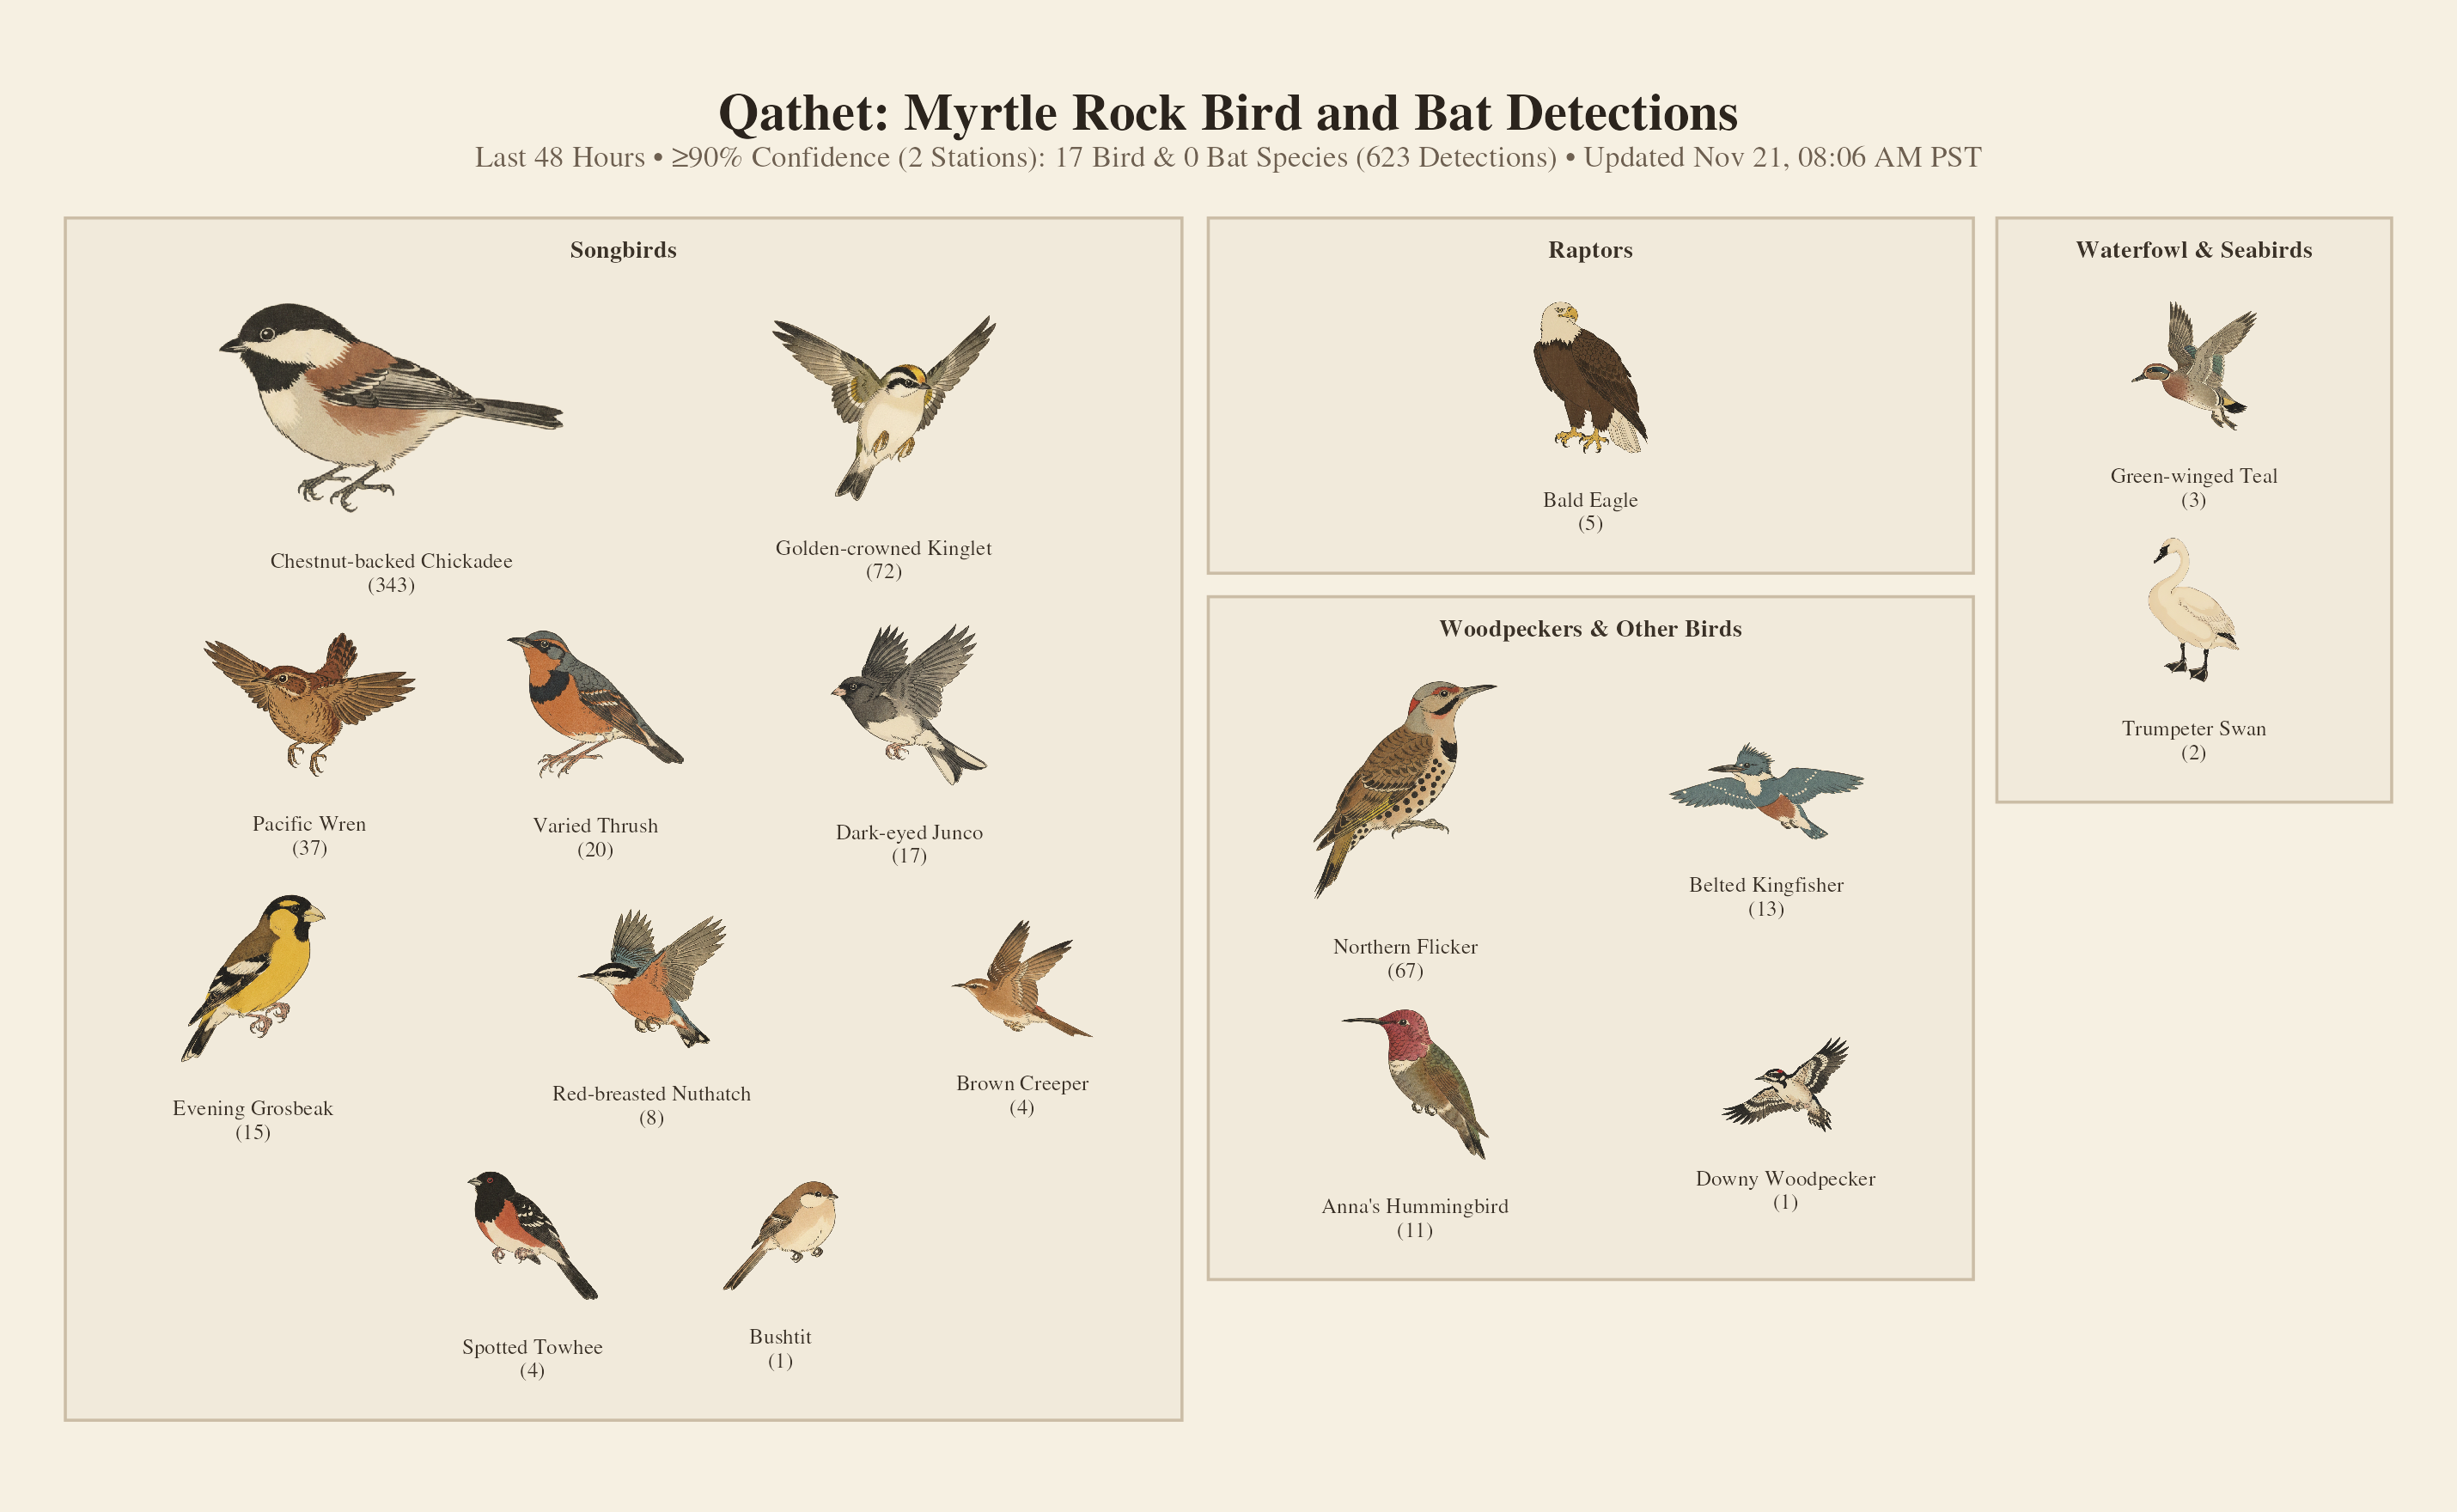 Qathet: Myrtle Rock Bird and Bat Detections
Last 48 Hours • ≥90% Confidence (2 Stations): 17 Bird & 0 Bat Species (623 Detections) • Updated Nov 21, 08:06 AM PST
Songbirds
Chestnut-backed Chickadee
(343)
Golden-crowned Kinglet
(72)
Pacific Wren
(37)
Varied Thrush
(20)
Dark-eyed Junco
(17)
Evening Grosbeak
(15)
Red-breasted Nuthatch
(8)
Brown Creeper
(4)
Spotted Towhee
(4)
Bushtit
(1)
Raptors
Bald Eagle
(5)
Woodpeckers & Other Birds
Northern Flicker
(67)
Belted Kingfisher
(13)
Anna's Hummingbird
(11)
Downy Woodpecker
(1)
Waterfowl & Seabirds
Green-winged Teal
(3)
Trumpeter Swan
(2)